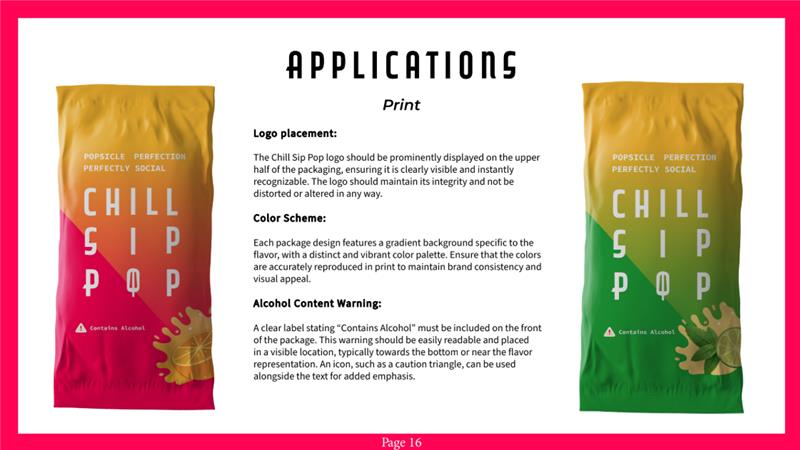 APPLICATIONS
Print
POPSICLE PERFECTION
PERFECTLY SOCIAL
CHILL
SIP
POP
Contains Alcohol
Logo placement:
The Chill Sip Pop logo should be prominently displayed on the upper
half of the packaging, ensuring it is clearly visible and instantly
recognizable. The logo should maintain its integrity and not be
distorted or altered in any way.
Color Scheme:
Each package design features a gradient background specific to the
flavor, with a distinct and vibrant color palette. Ensure that the colors
are accurately reproduced in print to maintain brand consistency and
visual appeal.
Alcohol Content Warning:
A clear label stating “Contains Alcohol” must be included on the front
of the package. This warning should be easily readable and placed
in a visible location, typically towards the bottom or near the flavor
representation. An icon, such as a caution triangle, can be used
alongside the text for added emphasis.
POPSICLE PERFECTION
PERFECTLY SOCIAL
CHILL
SIP
POP
Contains Alcohol
Page 16